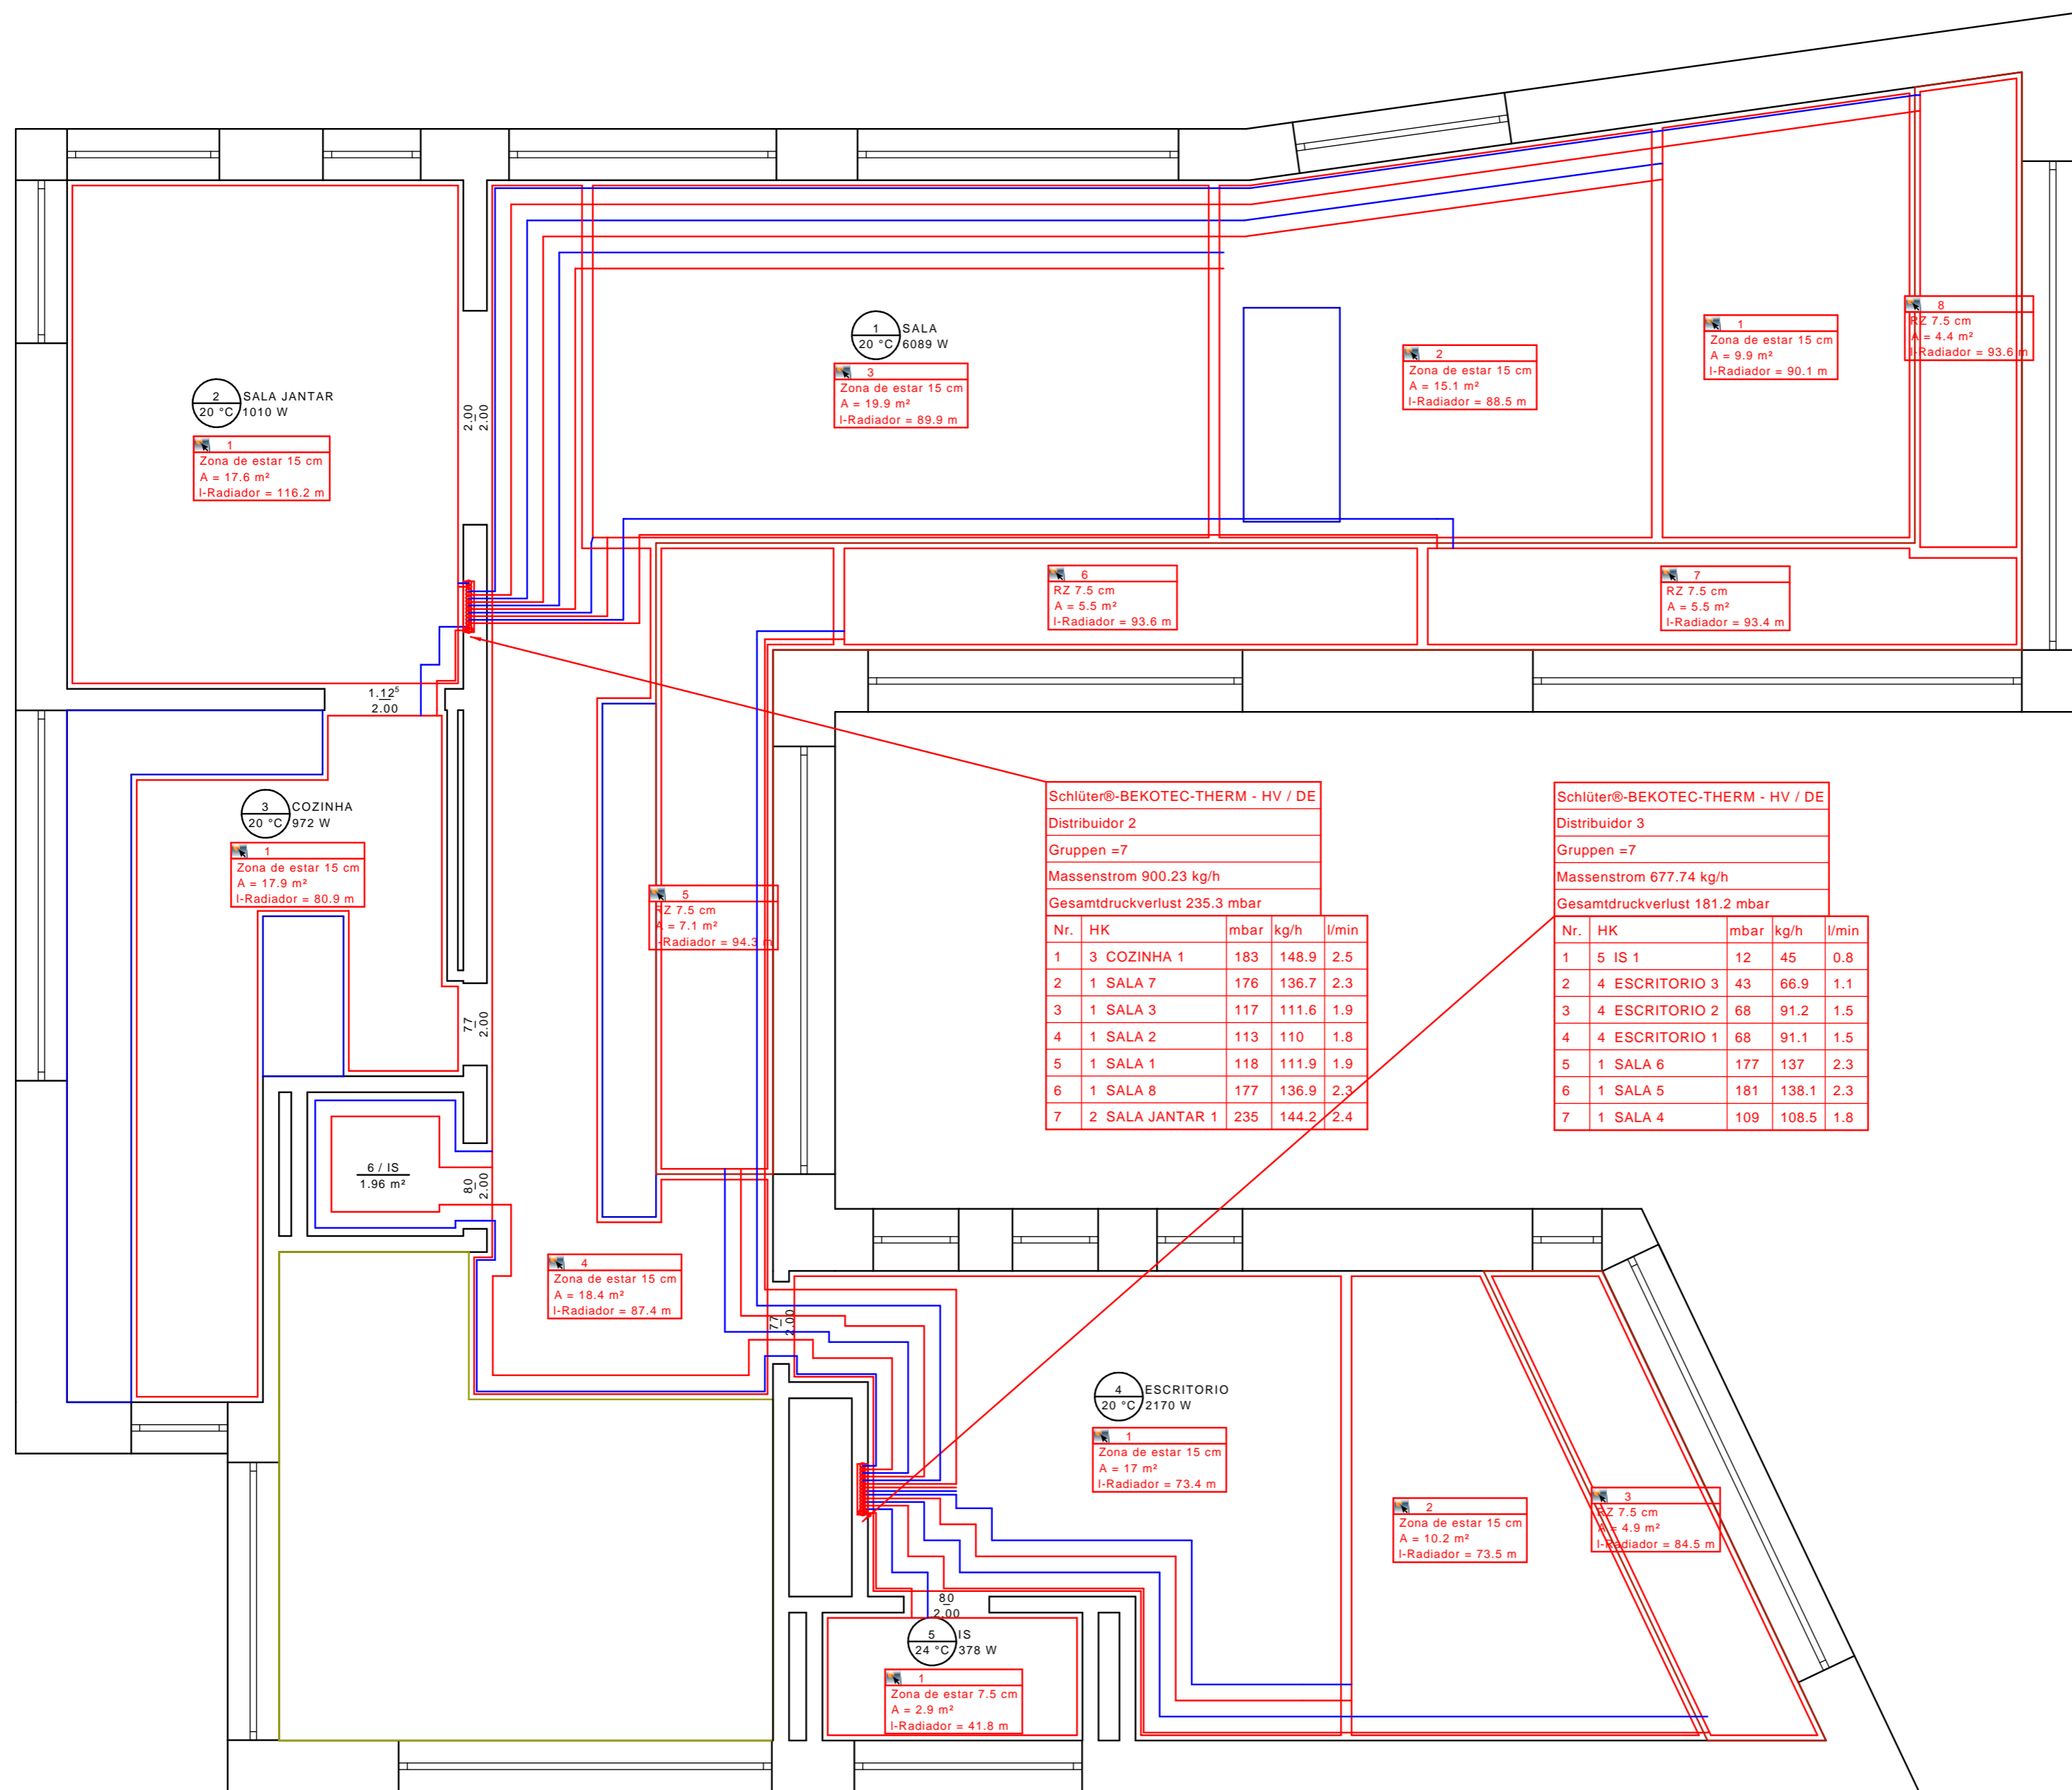 1 SALA
20 °C 6089 W
3
Zona de estar 15 cm
A = 19.9 m²
l-Radiador = 89.9 m
2
Zona de estar 15 cm
A = 15.1 m²
l-Radiador = 88.5 m
1
Zona de estar 15 cm
A = 9.9 m²
l-Radiador = 90.1 m
8
RZ 7.5 cm
A = 4.4 m²
l-Radiador = 93.6 m
2 SALA JANTAR
20 °C 1010 W
1
Zona de estar 15 cm
A = 17.6 m²
l-Radiador = 116.2 m
2.00
2.00
6
RZ 7.5 cm
A = 5.5 m²
l-Radiador = 93.6 m
7
RZ 7.5 cm
A = 5.5 m²
l-Radiador = 93.4 m
1.12⁵
2.00
3 COZINHA
20 °C 972 W
1
Zona de estar 15 cm
A = 17.9 m²
l-Radiador = 80.9 m
5
RZ 7.5 cm
A = 7.1 m²
l-Radiador = 94.3 m
77
2.00
Schlüter®-BEKOTEC-THERM - HV / DE
Distribuidor 2
Gruppen =7
Massenstrom 900.23 kg/h
Gesamtdruckverlust 235.3 mbar
Nr. HK mbar kg/h l/min
1 3 COZINHA 1 183 148.9 2.5
2 1 SALA 7 176 136.7 2.3
3 1 SALA 3 117 111.6 1.9
4 1 SALA 2 113 110 1.8
5 1 SALA 1 118 111.9 1.9
6 1 SALA 8 177 136.9 2.3
7 2 SALA JANTAR 1 235 144.2 2.4
Schlüter®-BEKOTEC-THERM - HV / DE
Distribuidor 3
Gruppen =7
Massenstrom 677.74 kg/h
Gesamtdruckverlust 181.2 mbar
Nr. HK mbar kg/h l/min
1 5 IS 1 12 45 0.8
2 4 ESCRITORIO 3 43 66.9 1.1
3 4 ESCRITORIO 2 68 91.2 1.5
4 4 ESCRITORIO 1 68 91.1 1.5
5 1 SALA 6 177 137 2.3
6 1 SALA 5 181 138.1 2.3
7 1 SALA 4 109 108.5 1.8
6 / IS
1.96 m²
80
2.00
4
Zona de estar 15 cm
A = 18.4 m²
l-Radiador = 87.4 m
77
2.00
4 ESCRITORIO
20 °C 2170 W
1
Zona de estar 15 cm
A = 17 m²
l-Radiador = 73.4 m
2
Zona de estar 15 cm
A = 10.2 m²
l-Radiador = 73.5 m
3
RZ 7.5 cm
A = 4.9 m²
l-Radiador = 84.5 m
80
2.00
5 IS
24 °C 378 W
1
Zona de estar 7.5 cm
A = 2.9 m²
l-Radiador = 41.8 m